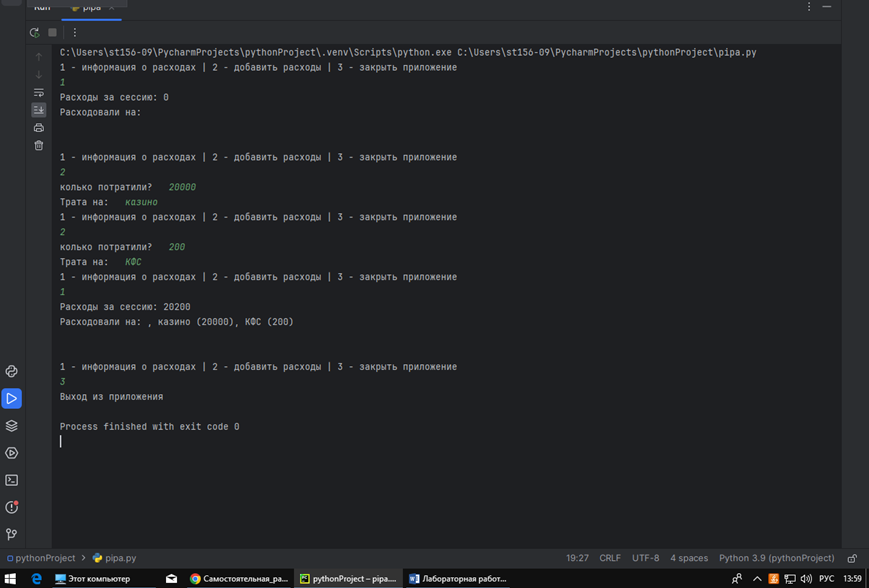 Run pipa
C:\Users\st156-09\PycharmProjects\pythonProject\.venv\Scripts\python.exe C:\Users\st156-09\PycharmProjects\pythonProject\pipa.py
1 - информация о расходах | 2 - добавить расходы | 3 - закрыть приложение
1
Расходы за сессию: 0
Расходовали на:
1 - информация о расходах | 2 - добавить расходы | 3 - закрыть приложение
2
колько потратили? 20000
Трата на: казино
1 - информация о расходах | 2 - добавить расходы | 3 - закрыть приложение
2
колько потратили? 200
Трата на: КФС
1 - информация о расходах | 2 - добавить расходы | 3 - закрыть приложение
1
Расходы за сессию: 20200
Расходовали на: , казино (20000), КФС (200)
1 - информация о расходах | 2 - добавить расходы | 3 - закрыть приложение
3
Выход из приложения
Process finished with exit code 0
pythonProject > pipa.py 19:27 CRLF UTF-8 4 spaces Python 3.9 (pythonProject)
Этот компьютер Самостоятельная_ра... pythonProject – pipa.... Лабораторная работ... РУС 13:59